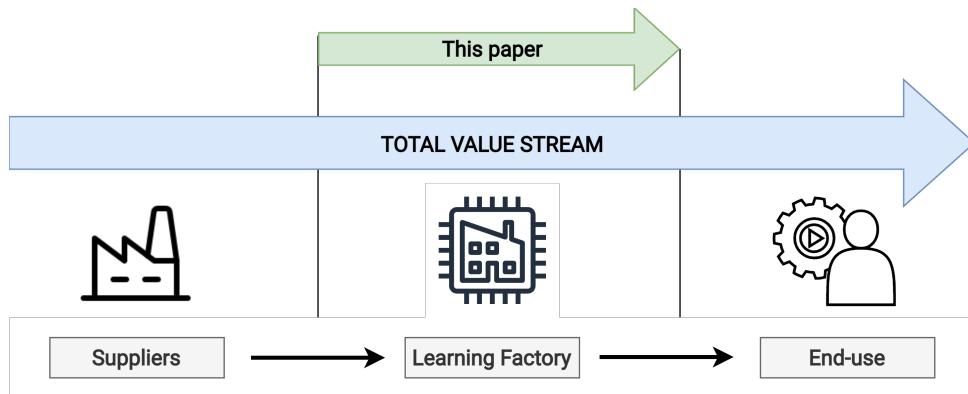 This paper
TOTAL VALUE STREAM
Suppliers
Learning Factory
End-use